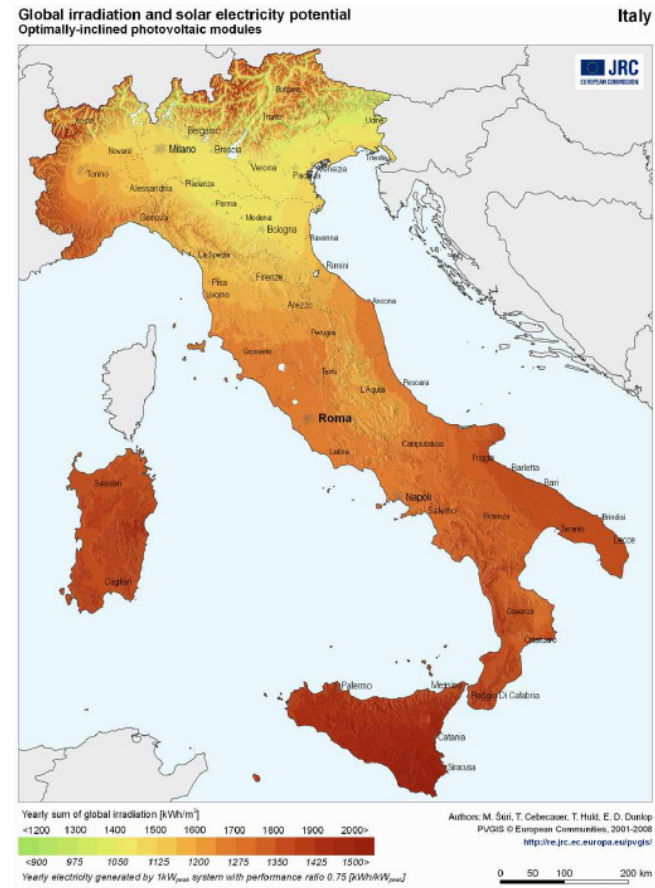 Global irradiation and solar electricity potential
Optimally-inclined photovoltaic modules
Italy
JRC
EUROPEAN COMMISSION
Bolzano
Aosta
Trento
Udine
Bergamo
Novara
Milano
Brescia
Trieste
Verona
Venezia
Torino
Alessandria
Piacenza
Parma
Modena
Genova
Bologna
Ravenna
La Spezia
Rimini
Firenze
Pisa
Livorno
Ancona
Arezzo
Perugia
Grosseto
Terni
L'Aquila
Pescara
Roma
Campobasso
Latina
Foggia
Barletta
Sassari
Bari
Napoli
Salerno
Potenza
Brindisi
Taranto
Lecce
Cagliari
Cosenza
Catanzaro
Palermo
Reggio Di Calabria
Catania
Siracusa
Yearly sum of global irradiation [kWh/m²]
<1200 1300 1400 1500 1600 1700 1800 1900 2000>
<900 975 1050 1125 1200 1275 1350 1425 1500>
Yearly electricity generated by 1kWpeak system with performance ratio 0.75 [kWh/kWpeak]
Authors: M. Šúri, T. Cebecauer, T. Huld, E. D. Dunlop
PVGIS © European Communities, 2001-2008
http://re.jrc.ec.europa.eu/pvgis/
0 50 100 200 km